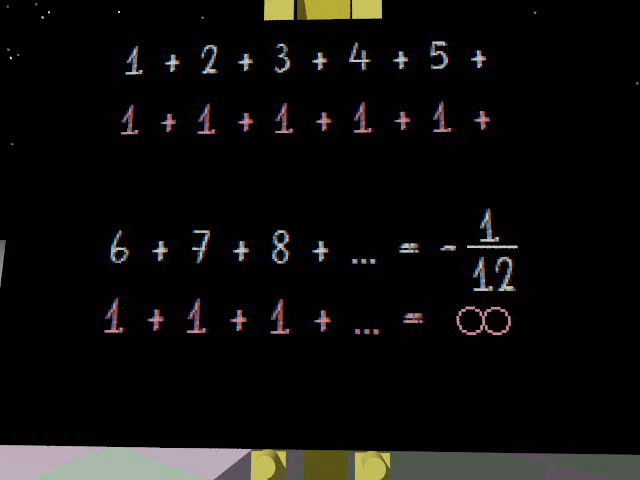 1 + 2 + 3 + 4 + 5 +
1 + 1 + 1 + 1 + 1 +
6 + 7 + 8 + ... = - 1/12
1 + 1 + 1 + ... = ∞